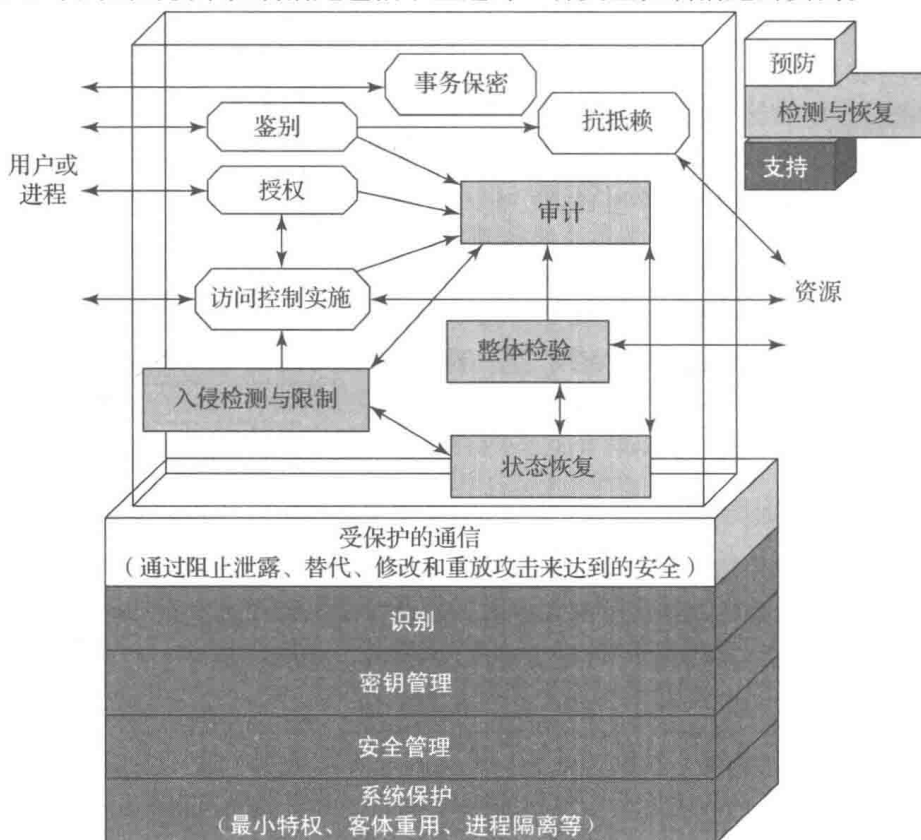 预防
事务保密
检测与恢复
鉴别
抗抵赖
用户或
进程
支持
授权
审计
访问控制实施
资源
整体检验
入侵检测与限制
状态恢复
受保护的通信
（通过阻止泄露、替代、修改和重放攻击来达到的安全）
识别
密钥管理
安全管理
系统保护
（最小特权、客体重用、进程隔离等）